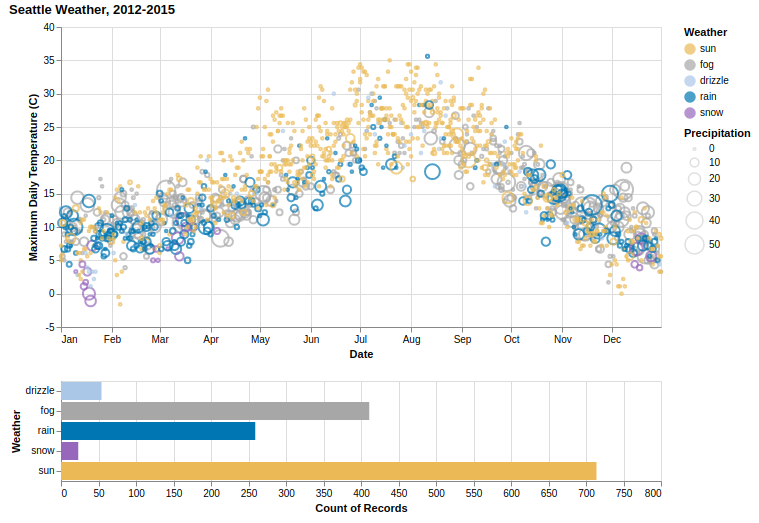 Seattle Weather, 2012-2015
Maximum Daily Temperature (C)
40
35
30
25
20
15
10
5
0
-5
Jan Feb Mar Apr May Jun Jul Aug Sep Oct Nov Dec
Date
Weather
sun
fog
drizzle
rain
snow
Precipitation
0
10
20
30
40
50
Weather
drizzle
fog
rain
snow
sun
0 50 100 150 200 250 300 350 400 450 500 550 600 650 700 750 800
Count of Records